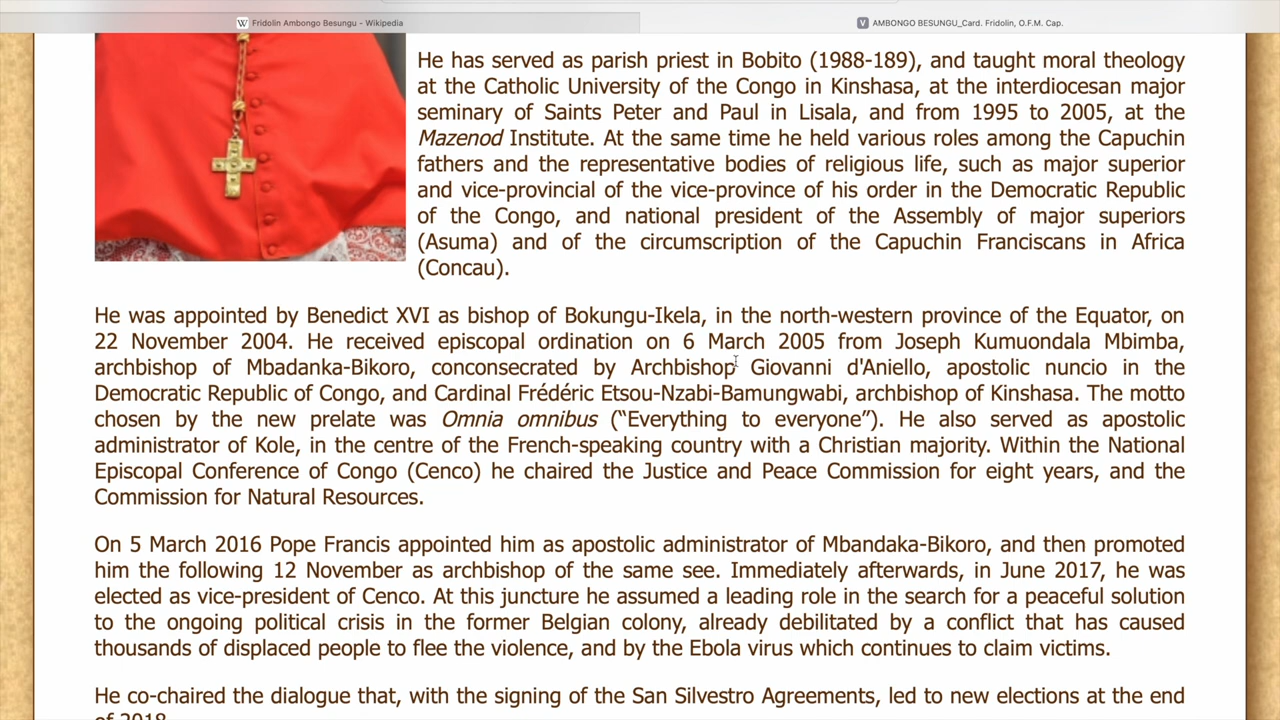 Fridolin Ambongo Besungu - Wikipedia
AMBONGO BESUNGU_Card. Fridolin, O.F.M. Cap.
He has served as parish priest in Bobito (1988-189), and taught moral theology
at the Catholic University of the Congo in Kinshasa, at the interdiocesan major
seminary of Saints Peter and Paul in Lisala, and from 1995 to 2005, at the
Mazenod Institute. At the same time he held various roles among the Capuchin
fathers and the representative bodies of religious life, such as major superior
and vice-provincial of the vice-province of his order in the Democratic Republic
of the Congo, and national president of the Assembly of major superiors
(Asuma) and of the circumscription of the Capuchin Franciscans in Africa
(Concau).
He was appointed by Benedict XVI as bishop of Bokungu-Ikela, in the north-western province of the Equator, on
22 November 2004. He received episcopal ordination on 6 March 2005 from Joseph Kumuondala Mbimba,
archbishop of Mbadanka-Bikoro, conconsecrated by Archbishop Giovanni d'Aniello, apostolic nuncio in the
Democratic Republic of Congo, and Cardinal Frédéric Etsou-Nzabi-Bamungwabi, archbishop of Kinshasa. The motto
chosen by the new prelate was Omnia omnibus (“Everything to everyone”). He also served as apostolic
administrator of Kole, in the centre of the French-speaking country with a Christian majority. Within the National
Episcopal Conference of Congo (Cenco) he chaired the Justice and Peace Commission for eight years, and the
Commission for Natural Resources.
On 5 March 2016 Pope Francis appointed him as apostolic administrator of Mbandaka-Bikoro, and then promoted
him the following 12 November as archbishop of the same see. Immediately afterwards, in June 2017, he was
elected as vice-president of Cenco. At this juncture he assumed a leading role in the search for a peaceful solution
to the ongoing political crisis in the former Belgian colony, already debilitated by a conflict that has caused
thousands of displaced people to flee the violence, and by the Ebola virus which continues to claim victims.
He co-chaired the dialogue that, with the signing of the San Silvestro Agreements, led to new elections at the end
of 2018